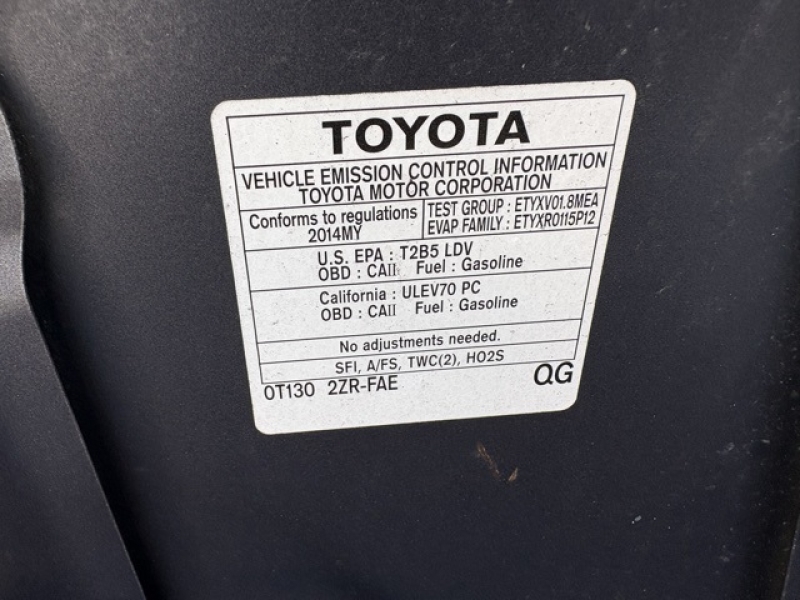 TOYOTA
VEHICLE EMISSION CONTROL INFORMATION
TOYOTA MOTOR CORPORATION
Conforms to regulations
2014MY
TEST GROUP : ETYXV01.8MEA
EVAP FAMILY : ETYXR0115P12
U.S. EPA : T2B5 LDV
OBD : CAII Fuel : Gasoline
California : ULEV70 PC
OBD : CAII Fuel : Gasoline
No adjustments needed.
SFI, A/FS, TWC(2), HO2S
0T130 2ZR-FAE QG